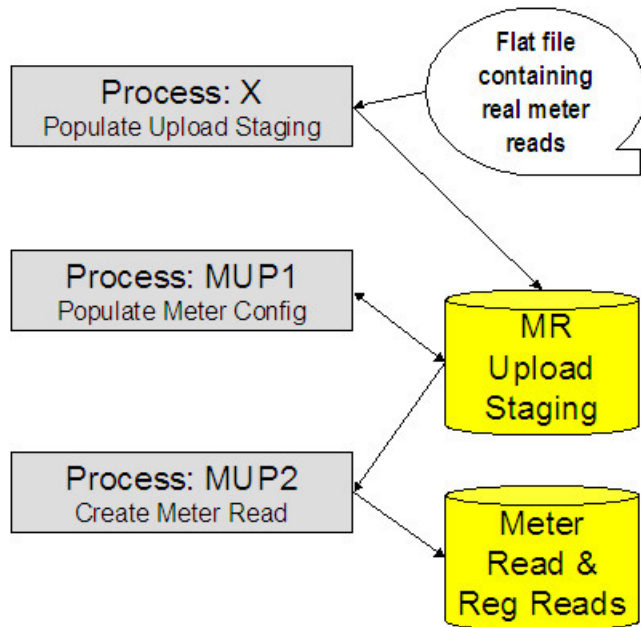 Flat file
containing
real meter
reads
Process: X
Populate Upload Staging
Process: MUP1
Populate Meter Config
MR
Upload
Staging
Process: MUP2
Create Meter Read
Meter
Read &
Reg Reads